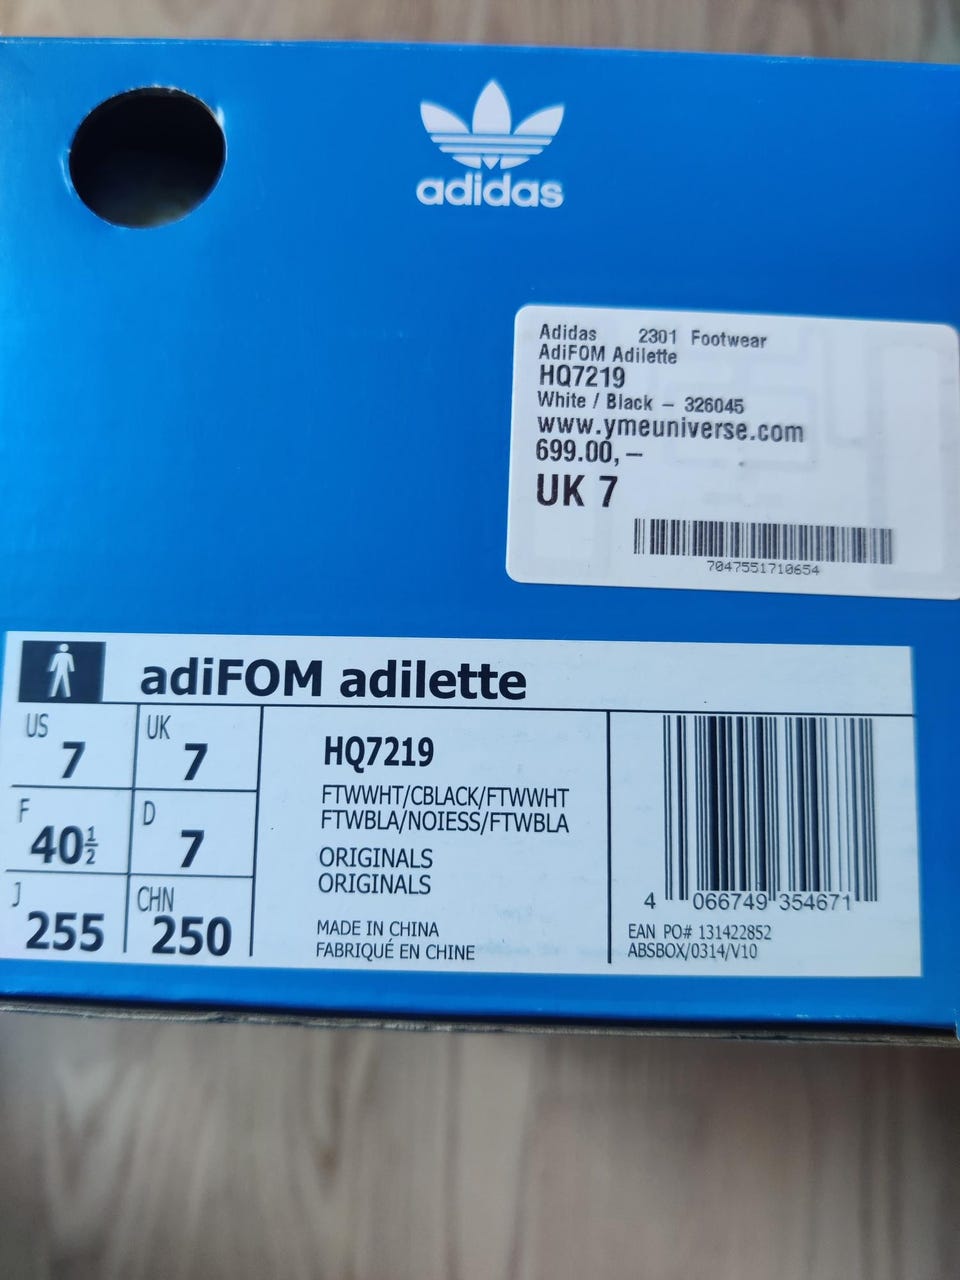 adidas
Adidas 2301 Footwear
AdiFOM Adilette
HQ7219
White / Black – 326045
www.ymeuniverse.com
699.00,–
UK 7
7047551710654
adiFOM adilette
US 7 UK 7
F 40½ D 7
J 255 CHN 250
HQ7219
FTWWHT/CBLACK/FTWWHT
FTWBLA/NOIESS/FTWBLA
ORIGINALS
ORIGINALS
MADE IN CHINA
FABRIQUÉ EN CHINE
4 066749 354671
EAN PO# 131422852
ABSBOX/0314/V10